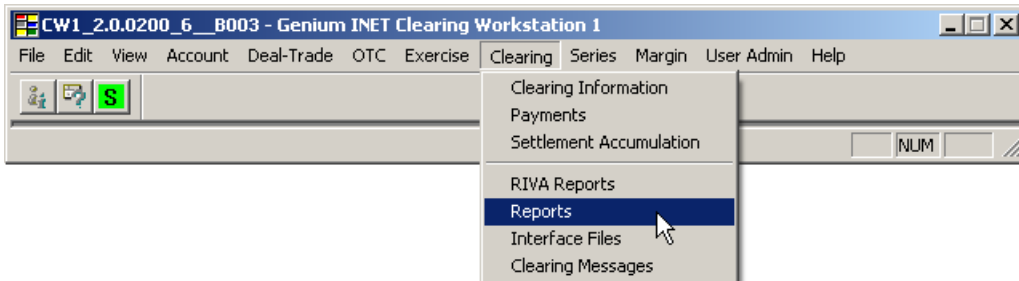 CW1_2.0.0200_6__B003 - Genium INET Clearing Workstation 1
File Edit View Account Deal-Trade OTC Exercise Clearing Series Margin User Admin Help
S
Clearing Information
Payments
Settlement Accumulation
NUM
RIVA Reports
Reports
Interface Files
Clearing Messages